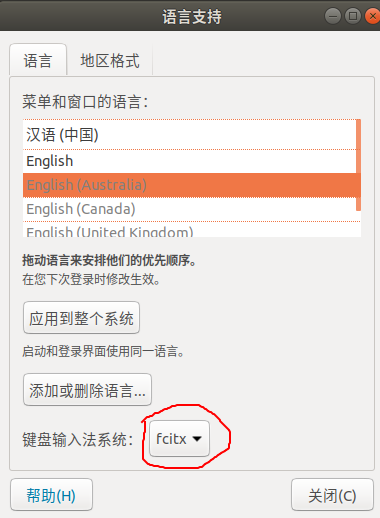 语言支持
语言 地区格式
菜单和窗口的语言：
汉语 (中国)
English
English (Australia)
English (Canada)
English (United Kingdom)
拖动语言来安排他们的优先顺序。
在您下次登录时修改生效。
应用到整个系统
启动和登录界面使用同一语言。
添加或删除语言...
键盘输入法系统： fcitx
帮助(H) 关闭(C)